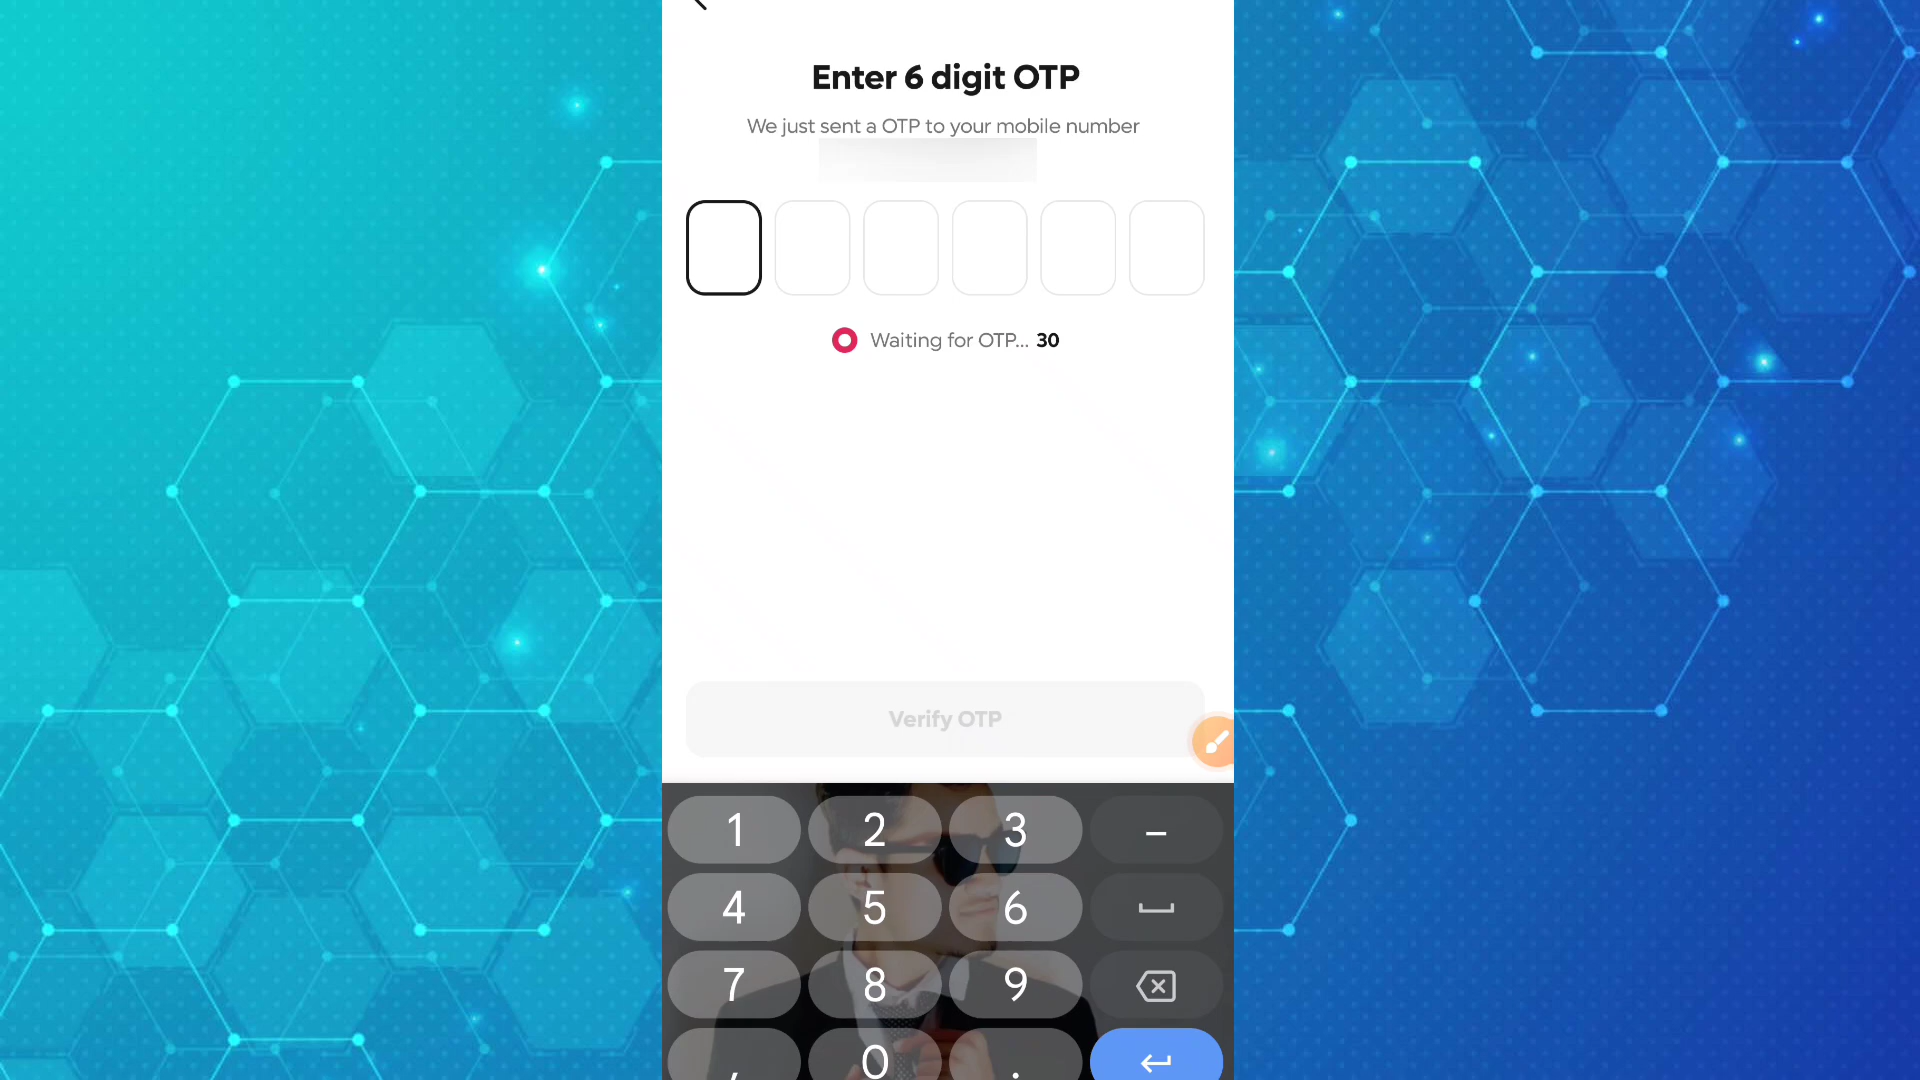 Enter 6 digit OTP
We just sent a OTP to your mobile number
Waiting for OTP... 30
Verify OTP
1 2 3 –
4 5 6
7 8 9
, 0 .